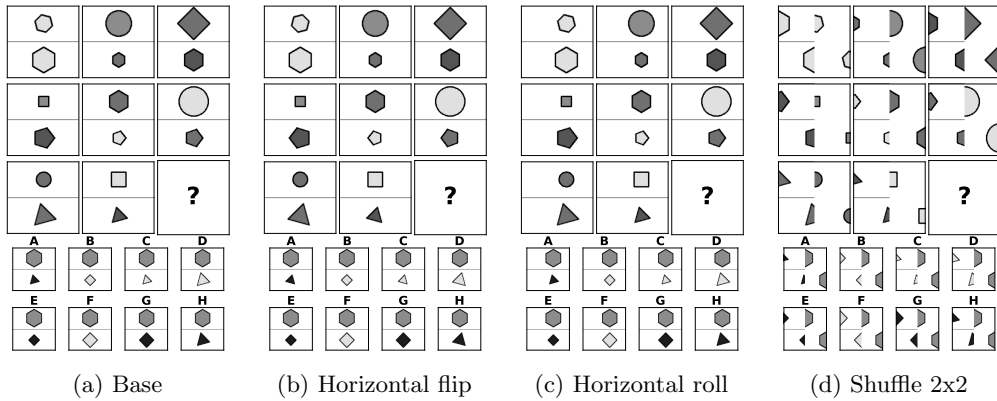 ? ? ? ?
A B C D A B C D A B C D A B C D
E F G H E F G H E F G H E F G H
(a) Base (b) Horizontal flip (c) Horizontal roll (d) Shuffle 2x2